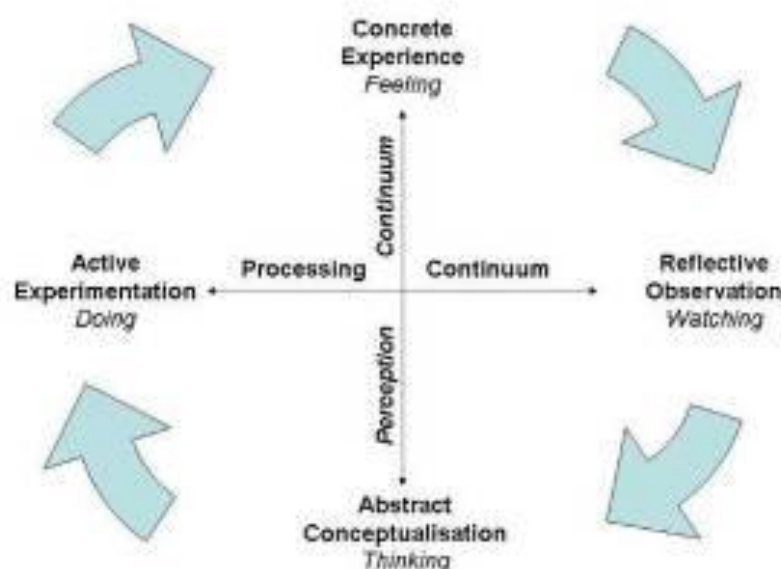 Concrete
Experience
Feeling
Continuum
Active
Experimentation
Doing
Processing
Continuum
Reflective
Observation
Watching
Perception
Abstract
Conceptualisation
Thinking